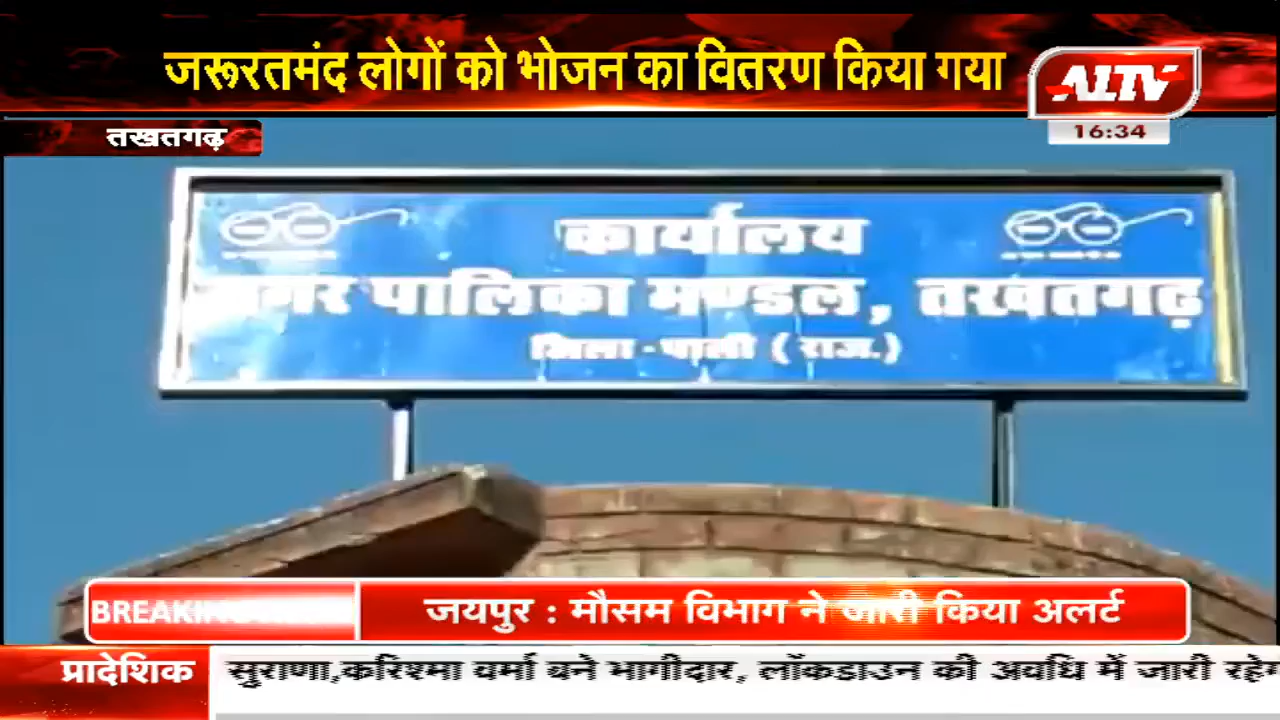 जरूरतमंद लोगों को भोजन का वितरण किया गया
ALTV
16:34
तखतगढ़
कार्यालय
नगर पालिका मण्डल, तखतगढ़
जिला - पाली ( राज.)
BREAKING
जयपुर : मौसम विभाग ने जारी किया अलर्ट
प्रादेशिक
सुराणा,करिश्मा वर्मा बने भागीदार, लॉकडाउन की अवधि में जारी